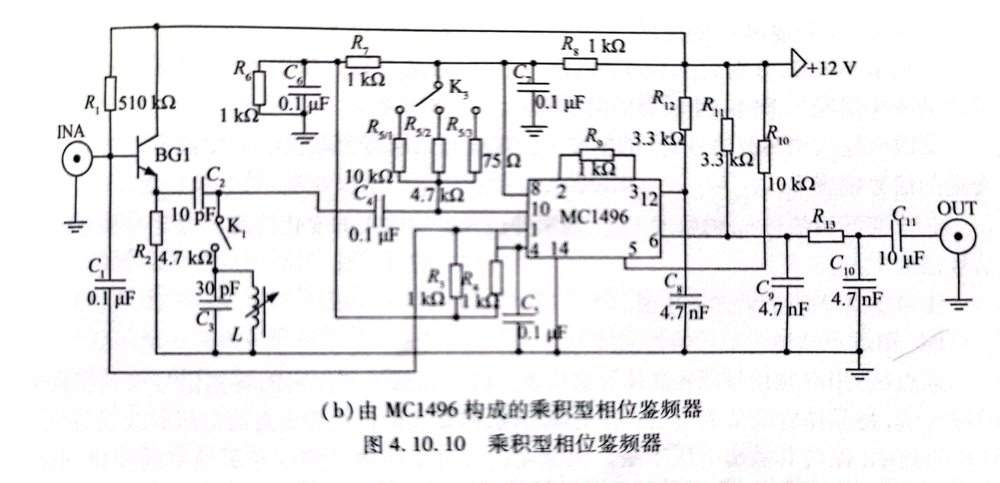 R₇
1 kΩ
R₈ 1 kΩ
+12 V
R₁ 510 kΩ
INA
BG1
R₆
1 kΩ
C₆
0.1 μF
K₃
R₅/₁ R₅/₂ R₅/₃
10 kΩ
4.7 kΩ
75 Ω
0.1 μF
R₉
1 kΩ
R₁₂
3.3 kΩ
R₁₁
3.3 kΩ
R₁₀
10 kΩ
C₂
10 pF
K₁
C₄
0.1 μF
8 2 3 12
10 MC1496
1 6
4 14 5
R₁₃
C₁₁
10 μF
OUT
R₂ 4.7 kΩ
C₁
0.1 μF
30 pF
C₃
L
1 kΩ
1 kΩ
0.1 μF
C₈
4.7 nF
C₉
4.7 nF
C₁₀
4.7 nF
(b)由 MC1496 构成的乘积型相位鉴频器
图 4.10.10 乘积型相位鉴频器